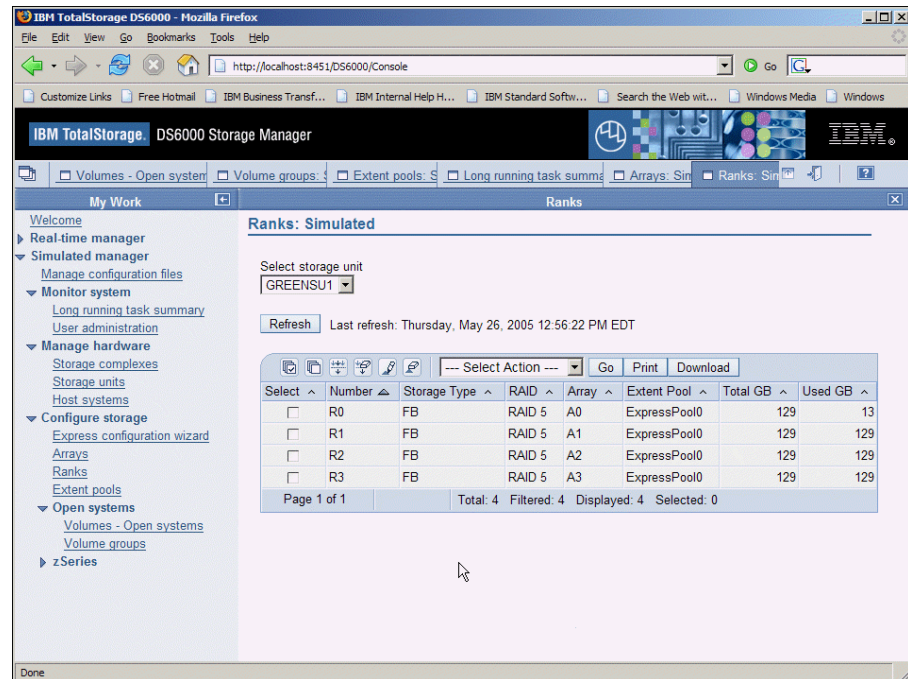 IBM TotalStorage DS6000 - Mozilla Firefox
File Edit View Go Bookmarks Tools Help
http://localhost:8451/DS6000/Console Go G
Customize Links Free Hotmail IBM Business Transf... IBM Internal Help H... IBM Standard Softw... Search the Web wit... Windows Media Windows
IBM TotalStorage. DS6000 Storage Manager IBM
Volumes - Open system Volume groups: S Extent pools: S Long running task summa Arrays: Sim Ranks: Sim ?
My Work Ranks
Welcome
Real-time manager
Simulated manager
Manage configuration files
Monitor system
Long running task summary
User administration
Manage hardware
Storage complexes
Storage units
Host systems
Configure storage
Express configuration wizard
Arrays
Ranks
Extent pools
Open systems
Volumes - Open systems
Volume groups
zSeries
Ranks: Simulated
Select storage unit
GREENSU1
Refresh Last refresh: Thursday, May 26, 2005 12:56:22 PM EDT
--- Select Action --- Go Print Download
Select Number Storage Type RAID Array Extent Pool Total GB Used GB
R0 FB RAID 5 A0 ExpressPool0 129 13
R1 FB RAID 5 A1 ExpressPool0 129 129
R2 FB RAID 5 A2 ExpressPool0 129 129
R3 FB RAID 5 A3 ExpressPool0 129 129
Page 1 of 1 Total: 4 Filtered: 4 Displayed: 4 Selected: 0
Done